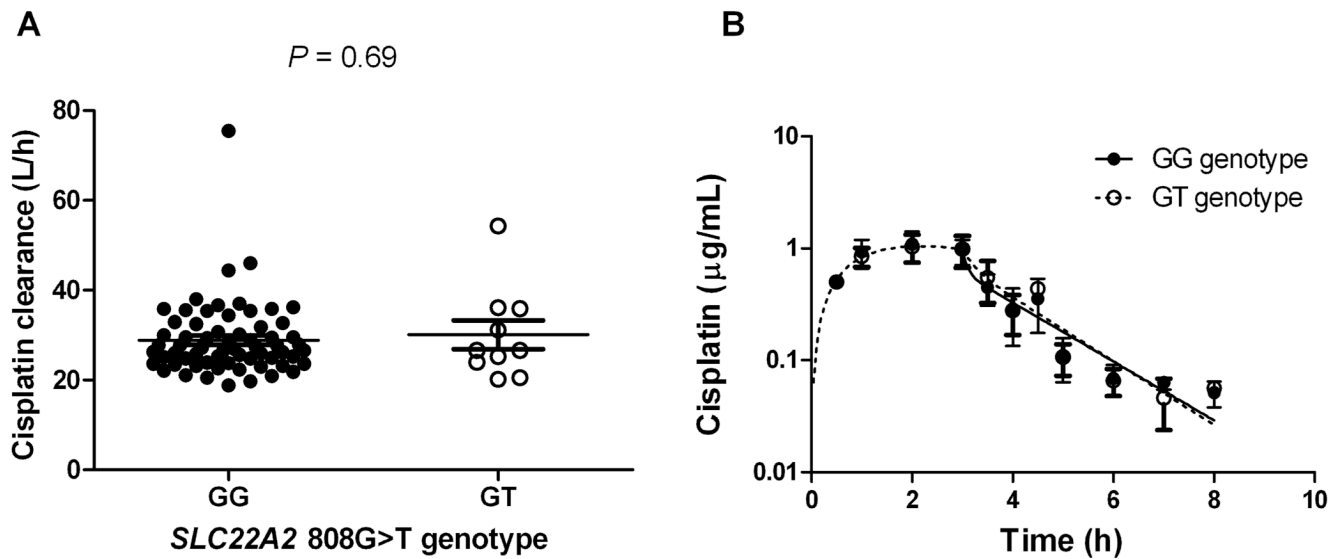 A
P = 0.69
Cisplatin clearance (L/h)
80
60
40
20
0
GG
GT
SLC22A2 808G>T genotype
B
Cisplatin (μg/mL)
10
1
0.1
0.01
GG genotype
GT genotype
0
2
4
6
8
10
Time (h)